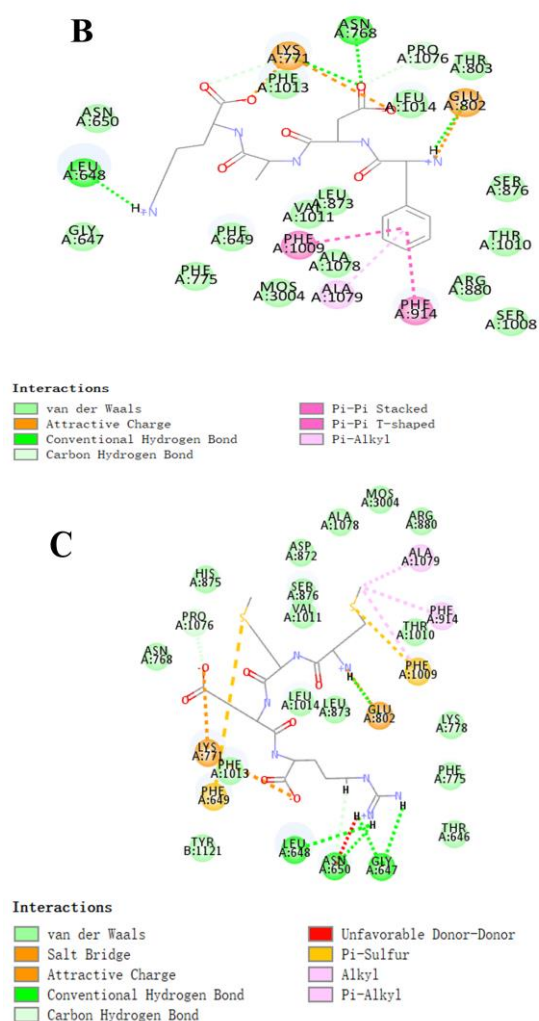 B
ASN
A:768
LYS
A:771
PRO
A:1076
THR
A:803
PHE
A:1013
GLU
A:802
LEU
A:1014
ASN
A:650
O
O
O
O
O
H
N
N
N
+N
LEU
A:648
O
O
H
+N
SER
A:876
LEU
A:873
VAL
A:1011
GLY
A:647
PHE
A:649
PHE
A:1009
THR
A:1010
ALA
A:1078
PHE
A:775
MOS
A:3004
ALA
A:1079
ARG
A:880
PHE
A:914
SER
A:1008
Interactions
van der Waals
Attractive Charge
Conventional Hydrogen Bond
Carbon Hydrogen Bond
Pi-Pi Stacked
Pi-Pi T-shaped
Pi-Alkyl
C
MOS
A:3004
ALA
A:1078
ARG
A:880
ASP
A:872
ALA
A:1079
HIS
A:875
SER
A:876
PRO
A:1076
VAL
A:1011
S
S
PHE
A:914
THR
A:1010
ASN
A:768
PHE
A:1009
N
N
O
O
O
O
N
+N
H
LEU
A:1014
LEU
A:873
GLU
A:802
LYS
A:778
O
LYS
A:771
N
PHE
A:1013
O
O
H
N
N
H
PHE
A:775
PHE
A:649
H
+N
H
THR
A:646
TYR
B:1121
LEU
A:648
ASN
A:650
GLY
A:647
Interactions
van der Waals
Salt Bridge
Attractive Charge
Conventional Hydrogen Bond
Carbon Hydrogen Bond
Unfavorable Donor-Donor
Pi-Sulfur
Alkyl
Pi-Alkyl